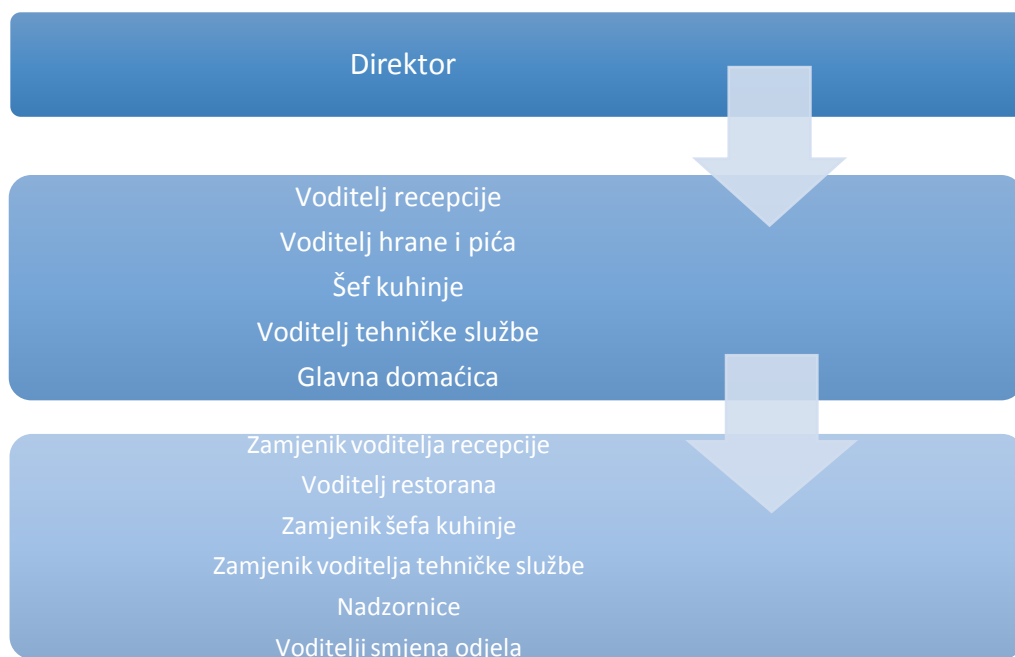 Direktor
Voditelj recepcije
Voditelj hrane i pića
Šef kuhinje
Voditelj tehničke službe
Glavna domaćica
Zamjenik voditelja recepcije
Voditelj restorana
Zamjenik šefa kuhinje
Zamjenik voditelja tehničke službe
Nadzornice
Voditelji smjena odjela